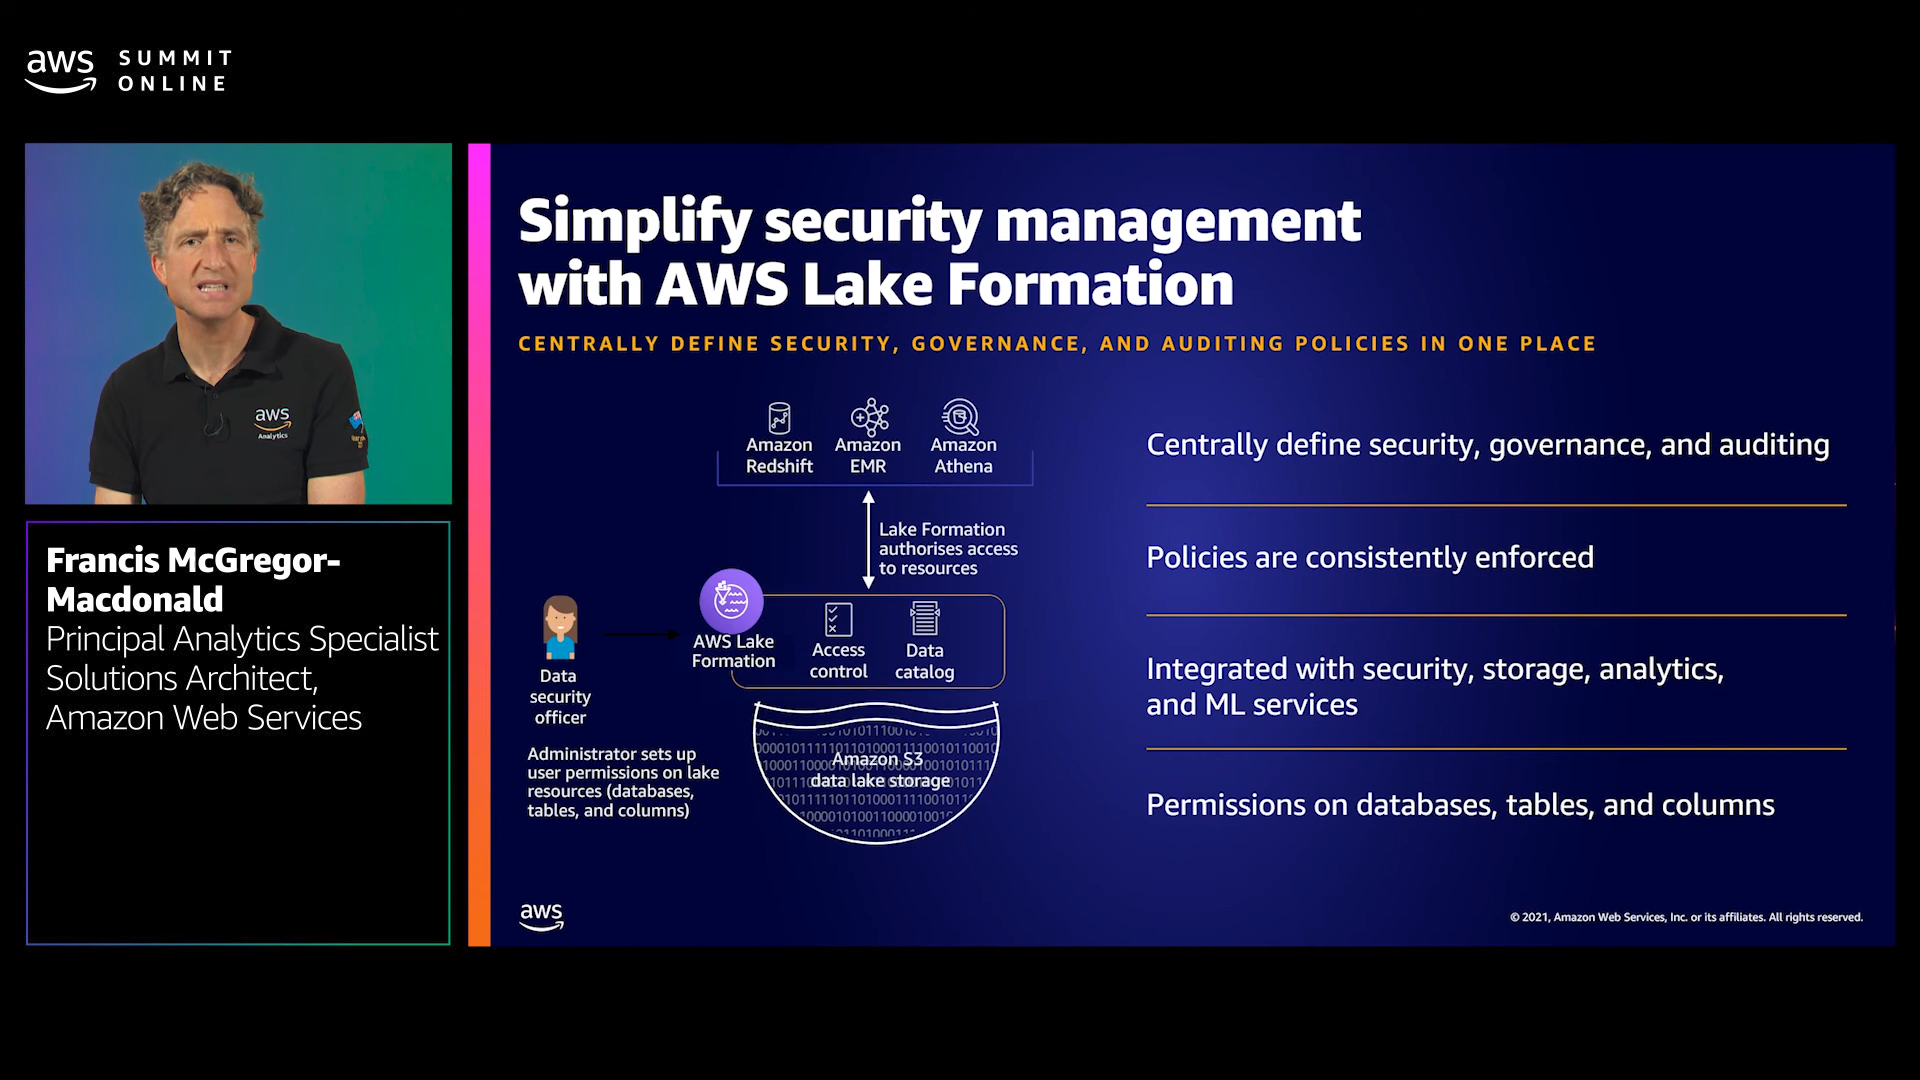 aws SUMMIT
ONLINE
aws
Analytics
Francis McGregor-
Macdonald
Principal Analytics Specialist
Solutions Architect,
Amazon Web Services
Simplify security management
with AWS Lake Formation
CENTRALLY DEFINE SECURITY, GOVERNANCE, AND AUDITING POLICIES IN ONE PLACE
Amazon
Redshift
Amazon
EMR
Amazon
Athena
Lake Formation
authorises access
to resources
AWS Lake
Formation
Access
control
Data
catalog
Data
security
officer
Administrator sets up
user permissions on lake
resources (databases,
tables, and columns)
Amazon S3
data lake storage
Centrally define security, governance, and auditing
Policies are consistently enforced
Integrated with security, storage, analytics,
and ML services
Permissions on databases, tables, and columns
aws
© 2021, Amazon Web Services, Inc. or its affiliates. All rights reserved.